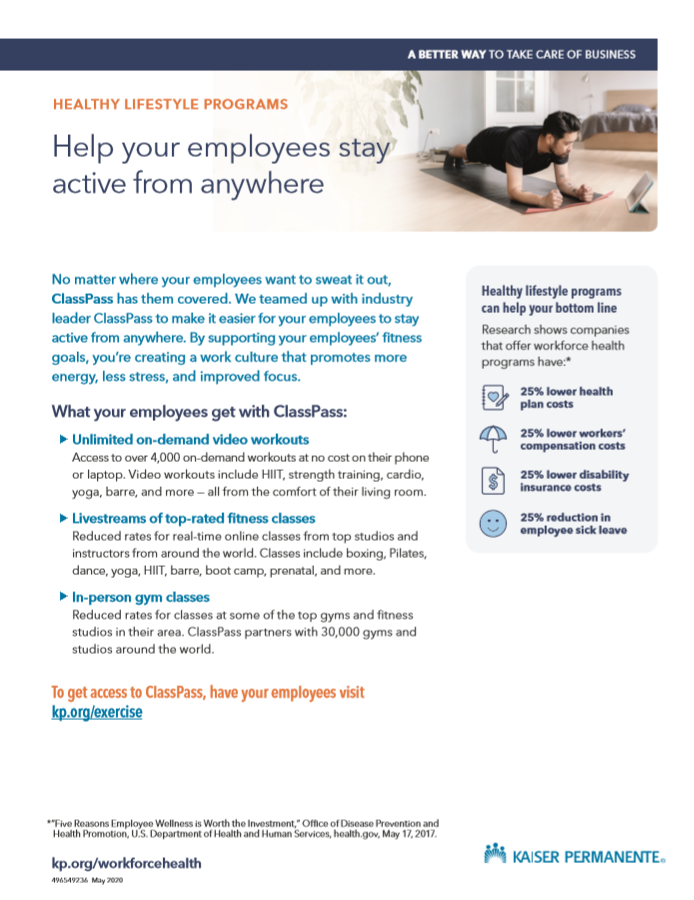 A BETTER WAY TO TAKE CARE OF BUSINESS
HEALTHY LIFESTYLE PROGRAMS
Help your employees stay
active from anywhere
No matter where your employees want to sweat it out,
ClassPass has them covered. We teamed up with industry
leader ClassPass to make it easier for your employees to stay
active from anywhere. By supporting your employees’ fitness
goals, you’re creating a work culture that promotes more
energy, less stress, and improved focus.
What your employees get with ClassPass:
▶ Unlimited on-demand video workouts
Access to over 4,000 on-demand workouts at no cost on their phone
or laptop. Video workouts include HIIT, strength training, cardio,
yoga, barre, and more – all from the comfort of their living room.
▶ Livestreams of top-rated fitness classes
Reduced rates for real-time online classes from top studios and
instructors from around the world. Classes include boxing, Pilates,
dance, yoga, HIIT, barre, boot camp, prenatal, and more.
▶ In-person gym classes
Reduced rates for classes at some of the top gyms and fitness
studios in their area. ClassPass partners with 30,000 gyms and
studios around the world.
To get access to ClassPass, have your employees visit
kp.org/exercise
Healthy lifestyle programs
can help your bottom line
Research shows companies
that offer workforce health
programs have:*
25% lower health
plan costs
25% lower workers’
compensation costs
$
25% lower disability
insurance costs
25% reduction in
employee sick leave
*“Five Reasons Employee Wellness is Worth the Investment,” Office of Disease Prevention and
Health Promotion, U.S. Department of Health and Human Services, health.gov, May 17, 2017.
kp.org/workforcehealth
496549236 May 2020
KAISER PERMANENTE®